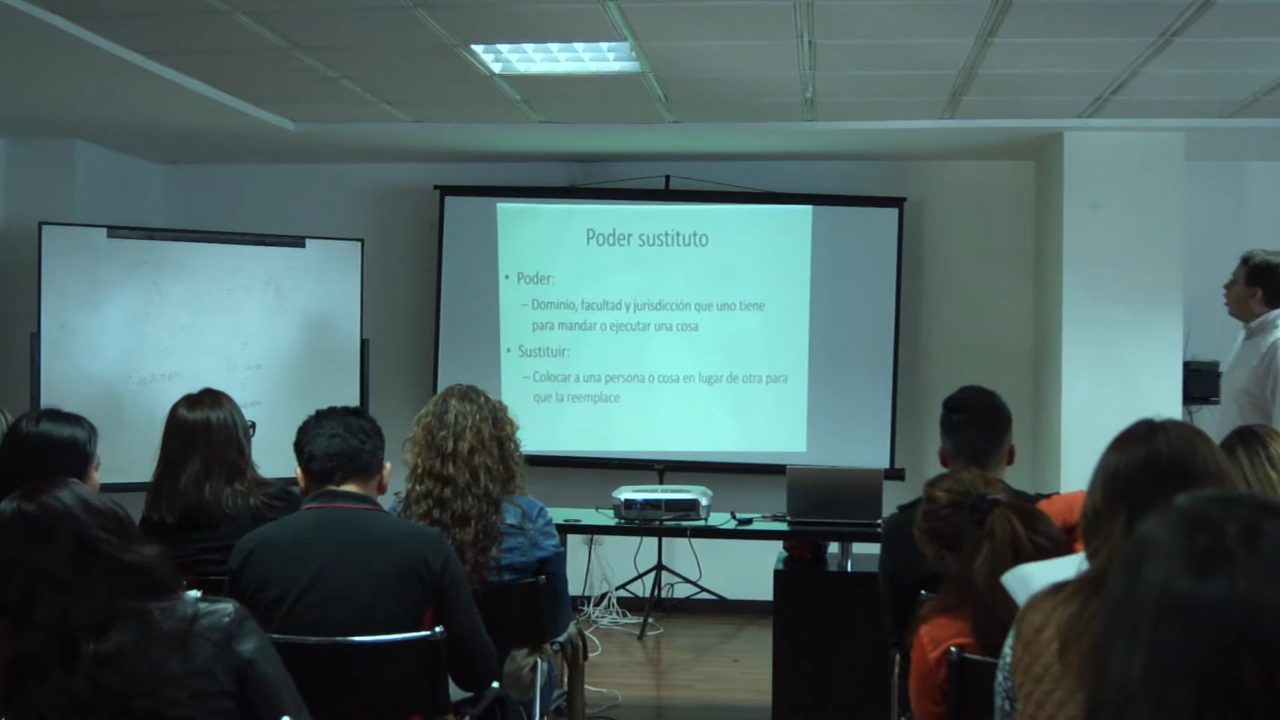 Poder sustituto
• Poder:
– Dominio, facultad y jurisdicción que uno tiene
para mandar o ejecutar una cosa
• Sustituir:
– Colocar a una persona o cosa en lugar de otra para
que la reemplace